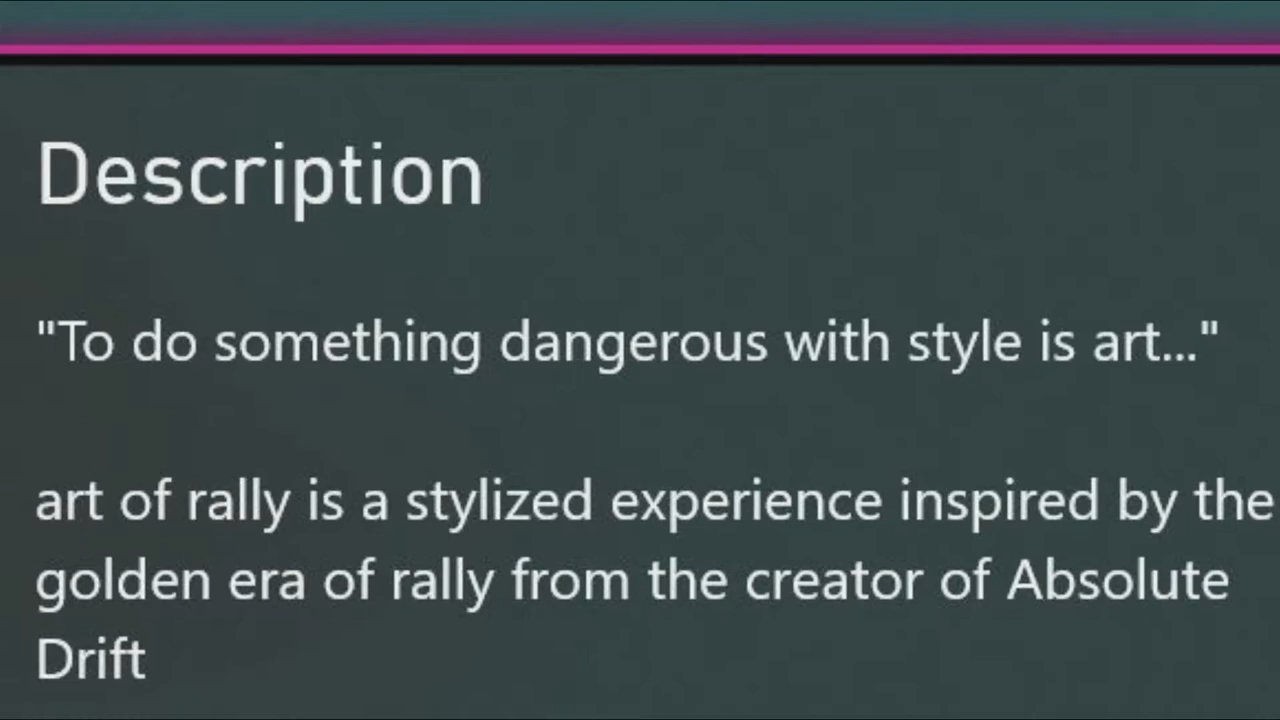 Description
"To do something dangerous with style is art..."
art of rally is a stylized experience inspired by the
golden era of rally from the creator of Absolute
Drift